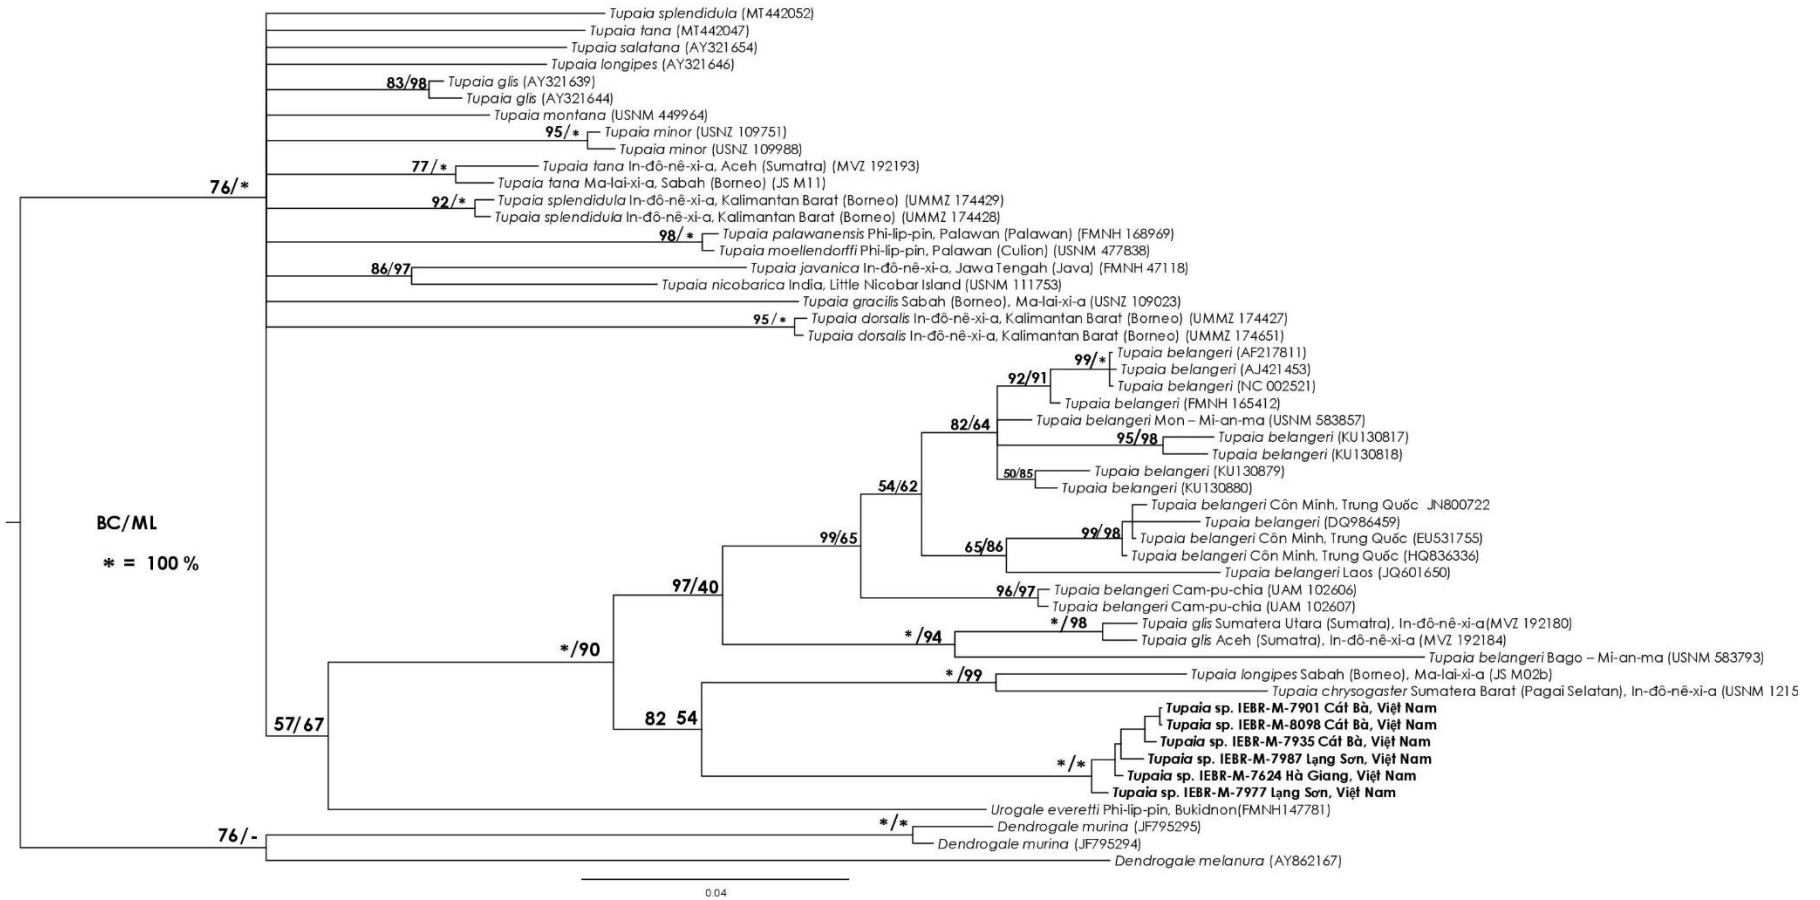 Tupaia splendidula (MT442052)
Tupaia tana (MT442047)
Tupaia salatana (AY321654)
Tupaia longipes (AY321646)
83/98
Tupaia glis (AY321639)
Tupaia glis (AY321644)
Tupaia montana (USNM 449964)
95/*
Tupaia minor (USNZ 109751)
Tupaia minor (USNZ 109988)
77/*
Tupaia tana In-đô-nê-xi-a, Aceh (Sumatra) (MVZ 192193)
Tupaia tana Ma-lai-xi-a, Sabah (Borneo) (JS M11)
76/*
92/*
Tupaia splendidula In-đô-nê-xi-a, Kalimantan Barat (Borneo) (UMMZ 174429)
Tupaia splendidula In-đô-nê-xi-a, Kalimantan Barat (Borneo) (UMMZ 174428)
98/*
Tupaia palawanensis Phi-lip-pin, Palawan (Palawan) (FMNH 168969)
Tupaia moellendorffi Phi-lip-pin, Palawan (Culion) (USNM 477838)
86/97
Tupaia javanica In-đô-nê-xi-a, Jawa Tengah (Java) (FMNH 47118)
Tupaia nicobarica India, Little Nicobar Island (USNM 111753)
Tupaia gracilis Sabah (Borneo), Ma-lai-xi-a (USNZ 109023)
95/*
Tupaia dorsalis In-đô-nê-xi-a, Kalimantan Barat (Borneo) (UMMZ 174427)
Tupaia dorsalis In-đô-nê-xi-a, Kalimantan Barat (Borneo) (UMMZ 174651)
99/*
Tupaia belangeri (AF217811)
Tupaia belangeri (AJ421453)
92/91
Tupaia belangeri (NC 002521)
Tupaia belangeri (FMNH 165412)
82/64
Tupaia belangeri Mon – Mi-an-ma (USNM 583857)
95/98
Tupaia belangeri (KU130817)
Tupaia belangeri (KU130818)
50/85
Tupaia belangeri (KU130879)
Tupaia belangeri (KU130880)
54/62
Tupaia belangeri Côn Minh, Trung Quốc JN800722
Tupaia belangeri (DQ986459)
99/98
Tupaia belangeri Côn Minh, Trung Quốc (EU531755)
Tupaia belangeri Côn Minh, Trung Quốc (HQ836336)
99/65
65/86
Tupaia belangeri Laos (JQ601650)
BC/ML
* = 100 %
97/40
96/97
Tupaia belangeri Cam-pu-chia (UAM 102606)
Tupaia belangeri Cam-pu-chia (UAM 102607)
*/98
Tupaia glis Sumatera Utara (Sumatra), In-đô-nê-xi-a(MVZ 192180)
*/94
Tupaia glis Aceh (Sumatra), In-đô-nê-xi-a (MVZ 192184)
*/90
Tupaia belangeri Bago – Mi-an-ma (USNM 583793)
*/99
Tupaia longipes Sabah (Borneo), Ma-lai-xi-a (JS M02b)
Tupaia chrysogaster Sumatera Barat (Pagai Selatan), In-đô-nê-xi-a (USNM 1215
57/67
82 54
Tupaia sp. IEBR-M-7901 Cát Bà, Việt Nam
Tupaia sp. IEBR-M-8098 Cát Bà, Việt Nam
Tupaia sp. IEBR-M-7935 Cát Bà, Việt Nam
*/*
Tupaia sp. IEBR-M-7987 Lạng Sơn, Việt Nam
Tupaia sp. IEBR-M-7624 Hà Giang, Việt Nam
Tupaia sp. IEBR-M-7977 Lạng Sơn, Việt Nam
Urogale everetti Phi-lip-pin, Bukidnon(FMNH147781)
76/-
*/*
Dendrogale murina (JF795295)
Dendrogale murina (JF795294)
Dendrogale melanura (AY862167)
0.04